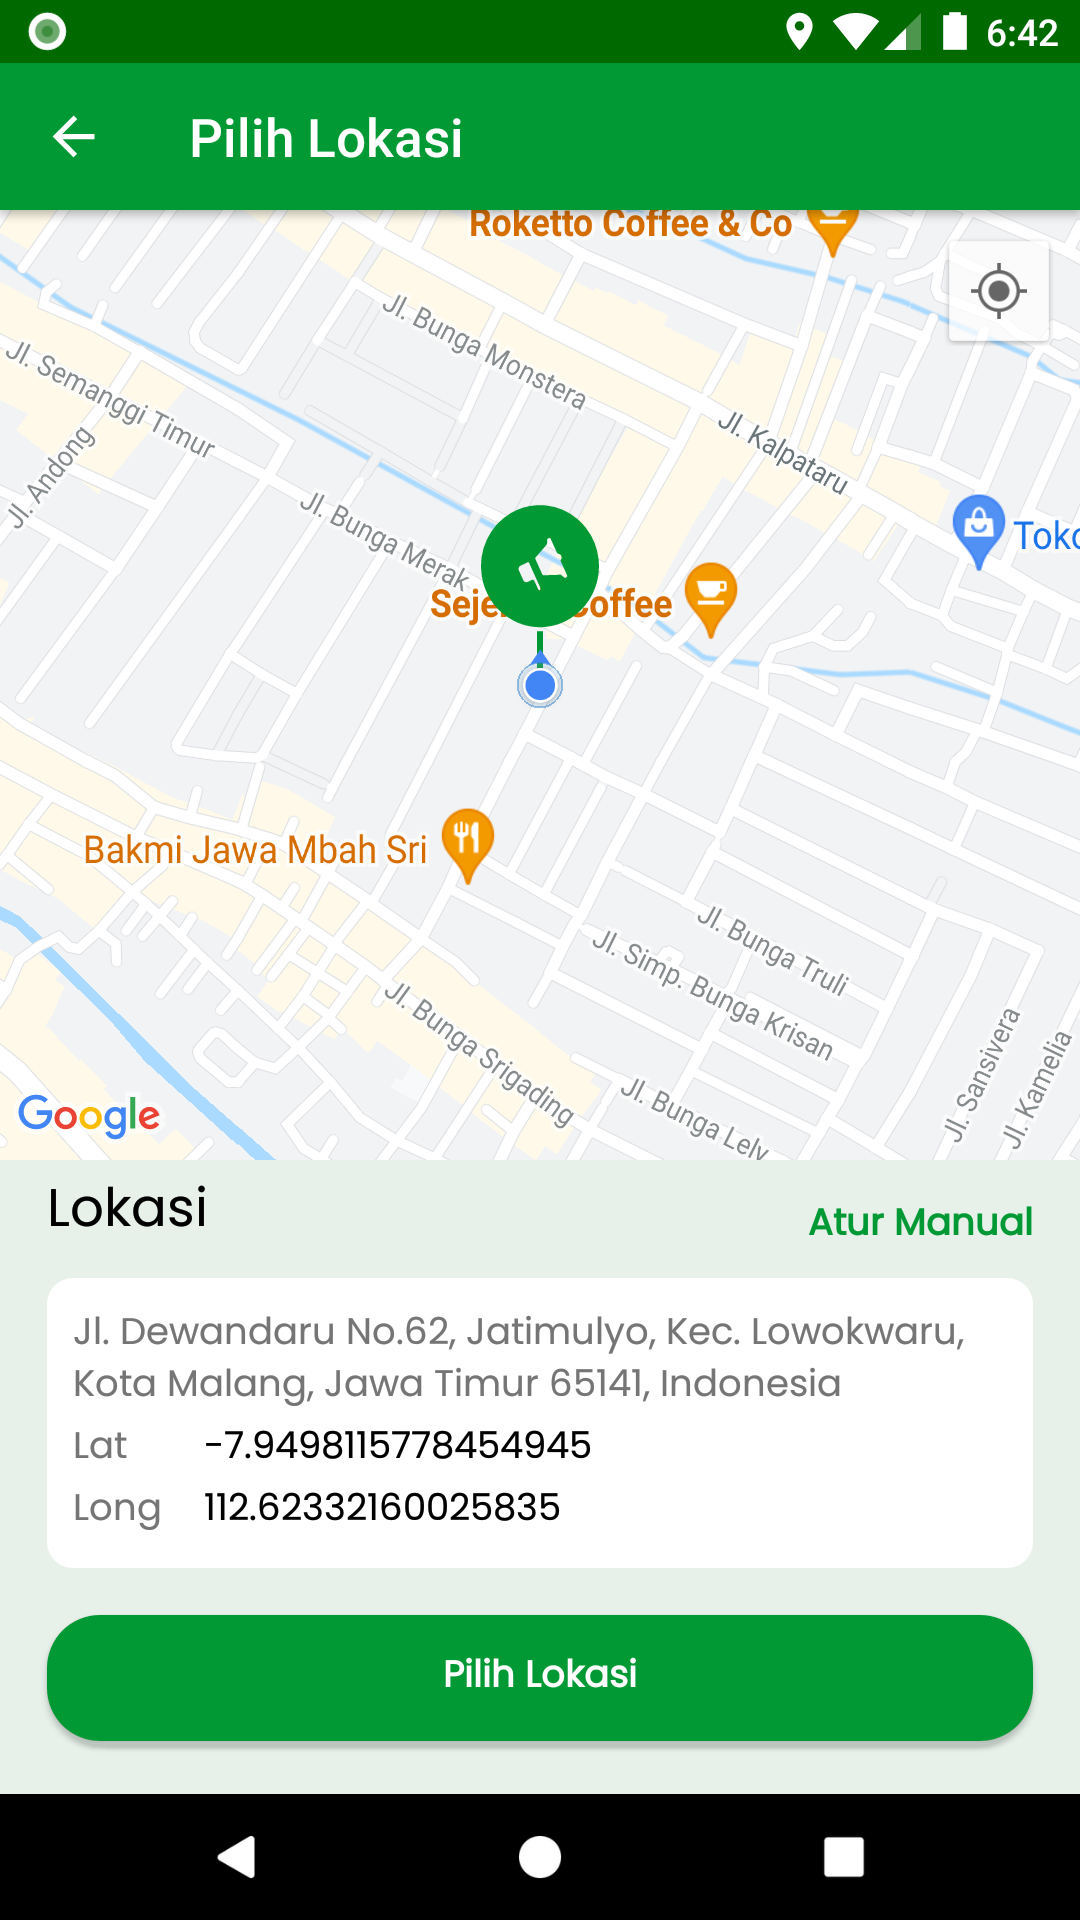 6:42
Pilih Lokasi
Roketto Coffee & Co
Jl. Bunga Monstera
Jl. Semanggi Timur
Jl. Kalpataru
Jl. Andong
Jl. Bunga Merak
Toko
Coffee
Bakmi Jawa Mbah Sri
Jl. Bunga Truli
Jl. Simp. Bunga Krisan
Jl. Bunga Srigading
Jl. Sansivera
Jl. Kamelia
Jl. Bunga Lely
Google
Lokasi
Atur Manual
Jl. Dewandaru No.62, Jatimulyo, Kec. Lowokwaru,
Kota Malang, Jawa Timur 65141, Indonesia
Lat -7.9498115778454945
Long 112.62332160025835
Pilih Lokasi